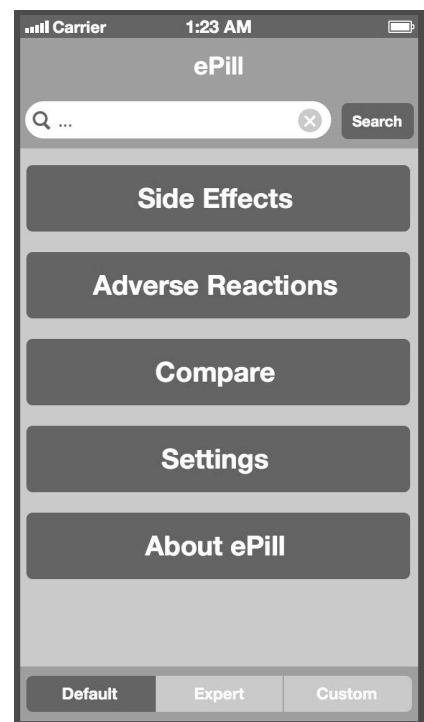 Carrier 1:23 AM
ePill
... Search
Side Effects
Adverse Reactions
Compare
Settings
About ePill
Default Expert Custom